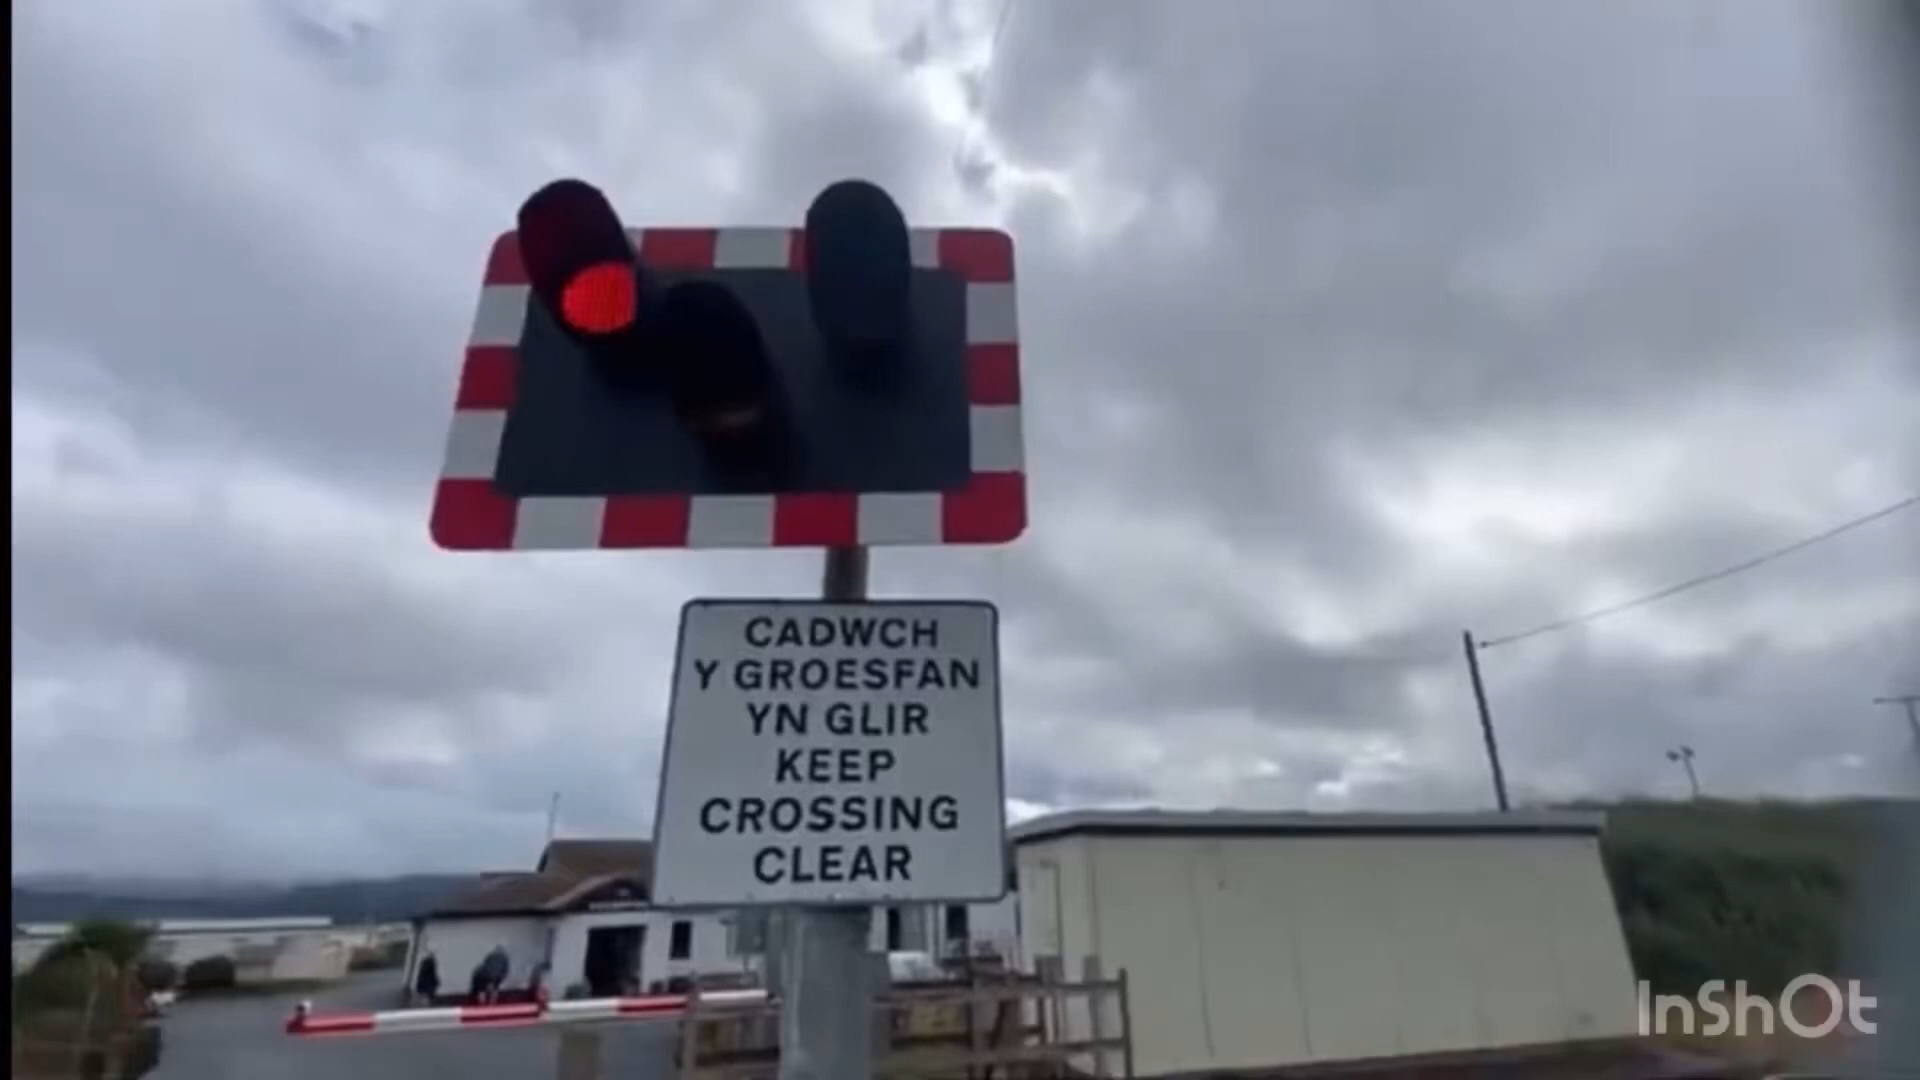 CADWCH
Y GROESFAN
YN GLIR
KEEP
CROSSING
CLEAR
InShOt